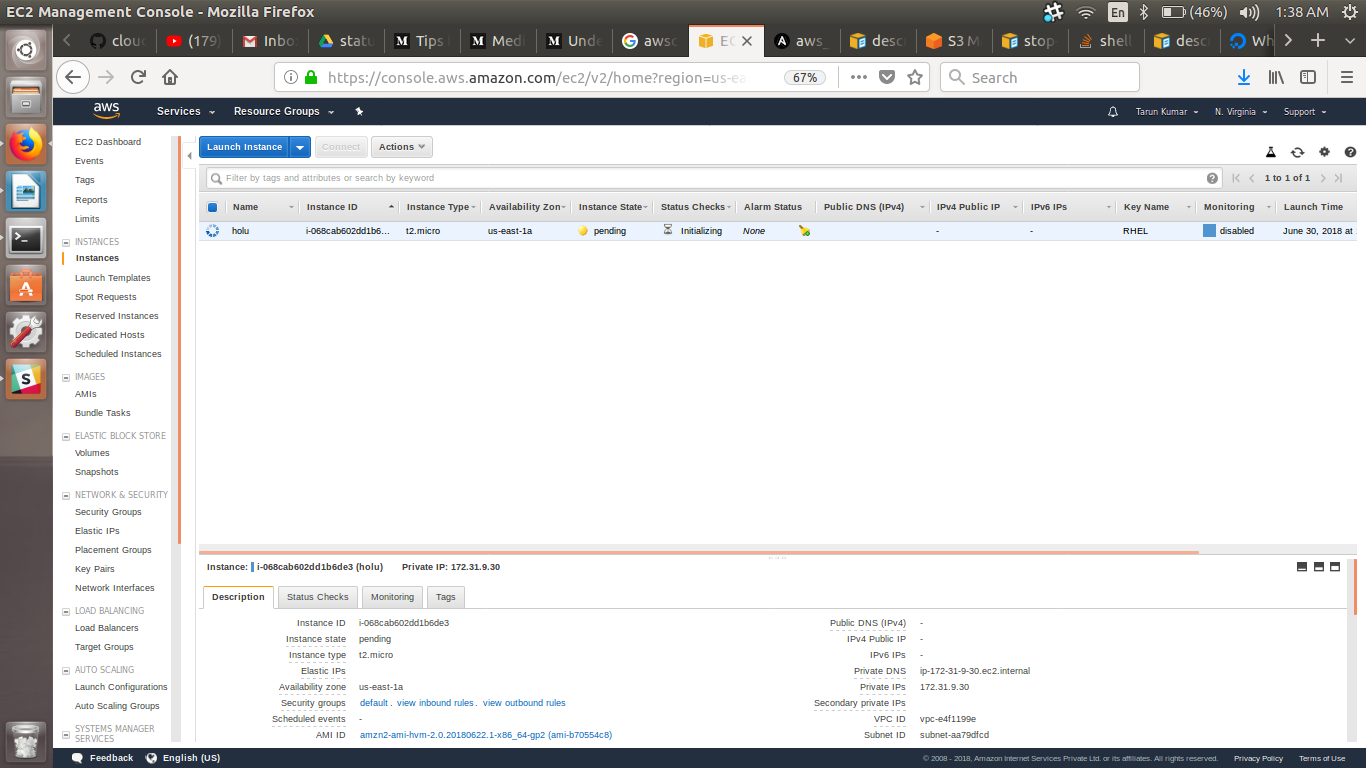 EC2 Management Console - Mozilla Firefox
En
(46%)
1:38 AM
clou
(179)
Inbo
statu
Tips
Medi
Unde
awsc
EC
aws_
descr
S3 M
stop
shell
desc
Wh
https://console.aws.amazon.com/ec2/v2/home?region=us-ea
67%
Search
aws
Services
Resource Groups
Tarun Kumar
N. Virginia
Support
EC2 Dashboard
Events
Tags
Reports
Limits
INSTANCES
Instances
Launch Templates
Spot Requests
Reserved Instances
Dedicated Hosts
Scheduled Instances
IMAGES
AMIs
Bundle Tasks
ELASTIC BLOCK STORE
Volumes
Snapshots
NETWORK & SECURITY
Security Groups
Elastic IPs
Placement Groups
Key Pairs
Network Interfaces
LOAD BALANCING
Load Balancers
Target Groups
AUTO SCALING
Launch Configurations
Auto Scaling Groups
SYSTEMS MANAGER
SERVICES
Launch Instance
Connect
Actions
Filter by tags and attributes or search by keyword
1 to 1 of 1
Name Instance ID Instance Type Availability Zon Instance State Status Checks Alarm Status Public DNS (IPv4) IPv4 Public IP IPv6 IPs Key Name Monitoring Launch Time
holu i-068cab602dd1b6... t2.micro us-east-1a pending Initializing None - - RHEL disabled June 30, 2018 at ..
Instance: i-068cab602dd1b6de3 (holu) Private IP: 172.31.9.30
Description Status Checks Monitoring Tags
Instance ID i-068cab602dd1b6de3 Public DNS (IPv4) -
Instance state pending IPv4 Public IP -
Instance type t2.micro IPv6 IPs -
Elastic IPs Private DNS ip-172-31-9-30.ec2.internal
Availability zone us-east-1a Private IPs 172.31.9.30
Security groups default . view inbound rules . view outbound rules Secondary private IPs
Scheduled events - VPC ID vpc-e4f1199e
AMI ID amzn2-ami-hvm-2.0.20180622.1-x86_64-gp2 (ami-b70554c8) Subnet ID subnet-aa79dfcd
Feedback English (US) © 2008 - 2018, Amazon Internet Services Private Ltd. or its affiliates. All rights reserved. Privacy Policy Terms of Use